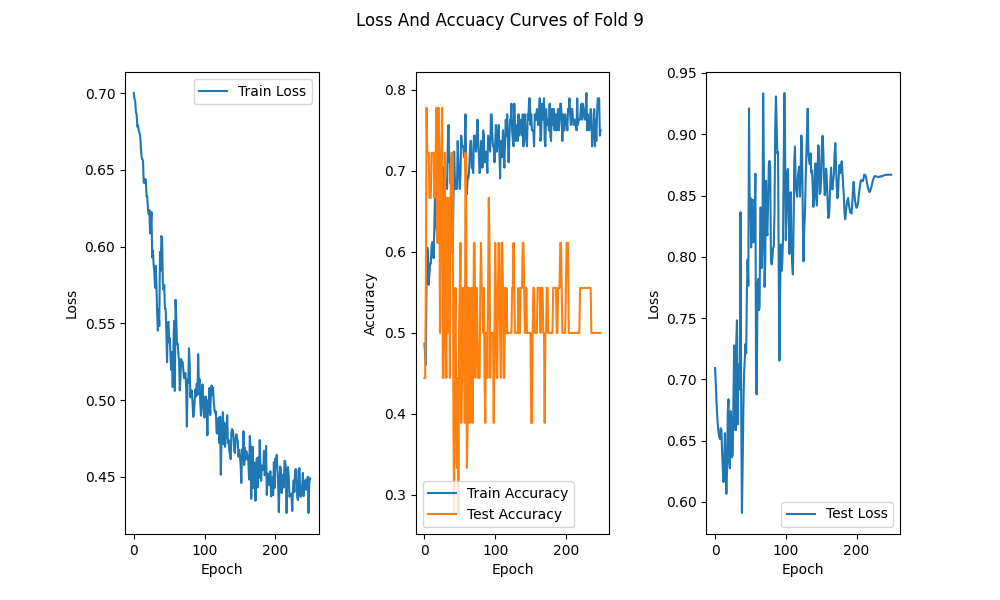 Loss And Accuacy Curves of Fold 9
0.70
0.65
0.60
0.55
0.50
0.45
Loss
0
100
200
Epoch
Train Loss
0.8
0.7
0.6
0.5
0.4
0.3
Accuracy
0
100
200
Epoch
Train Accuracy
Test Accuracy
0.95
0.90
0.85
0.80
0.75
0.70
0.65
0.60
Loss
0
100
200
Epoch
Test Loss